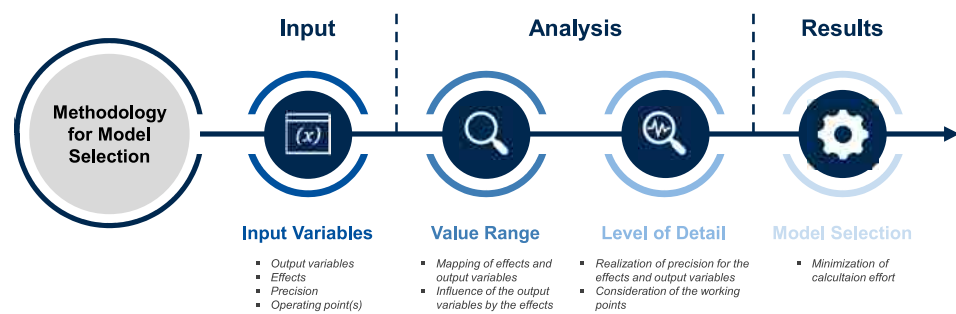 Input
Analysis
Results
Methodology
for Model
Selection
(x)
Input Variables
▪ Output variables
▪ Effects
▪ Precision
▪ Operating point(s)
Value Range
▪ Mapping of effects and
output variables
▪ Influence of the output
variables by the effects
Level of Detail
▪ Realization of precision for the
effects and output variables
▪ Consideration of the working
points
Model Selection
▪ Minimization of
calcultaion effort